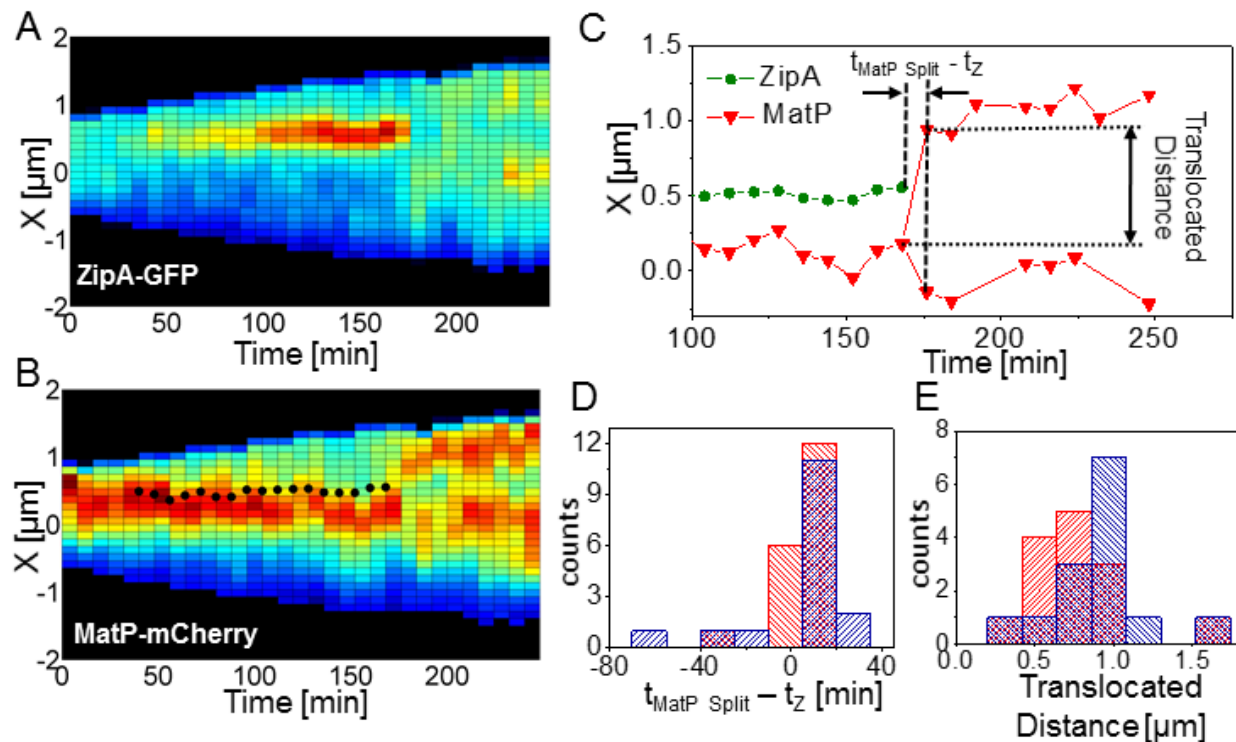 A
2
1
0
-1
-2
X [µm]
ZipA-GFP
0 50 100 150 200
Time [min]
B
2
1
0
-1
-2
X [µm]
MatP-mCherry
0 50 100 150 200
Time [min]
C
1.5
1.0
0.5
0.0
X [µm]
ZipA
MatP
tMatP Split - tZ
Translocated
Distance
100 150 200 250
Time [min]
D
12
9
6
3
0
counts
-80 -40 0 40
tMatP Split – tZ [min]
E
8
6
4
2
0
counts
0.0 0.5 1.0 1.5
Translocated
Distance [µm]